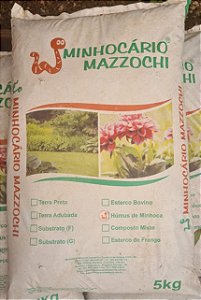 MINHOCÁRIO
MAZZOCHI
MINHOCÁRIO MAZZOCHI
Terra Preta
Terra Adubada
Substrato (F)
Substrato (G)
Esterco Bovino
Húmus de Minhoca
Composto Misto
Esterco de Frango
5kg